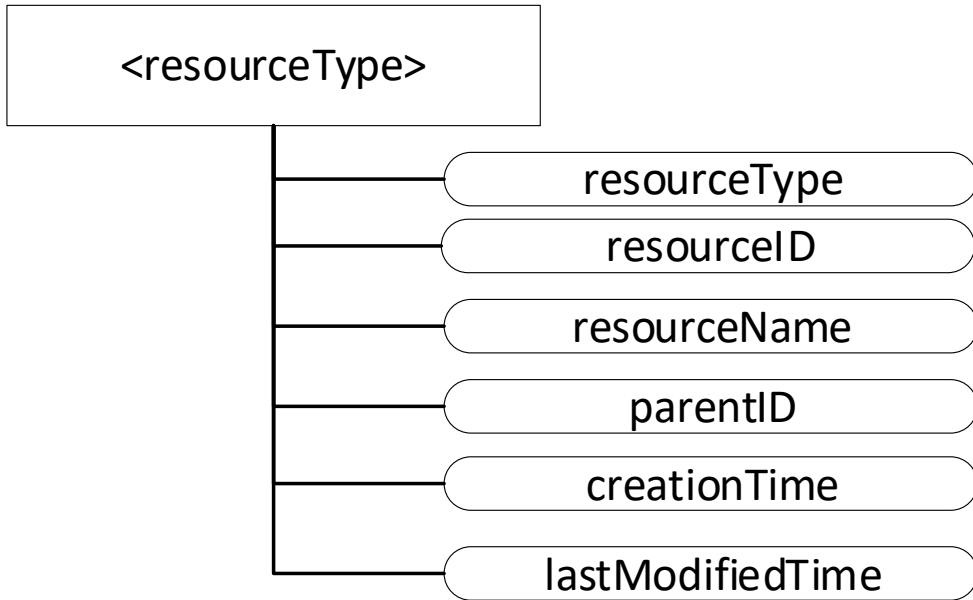 <resourceType>
resourceType
resourceID
resourceName
parentID
creationTime
lastModifiedTime